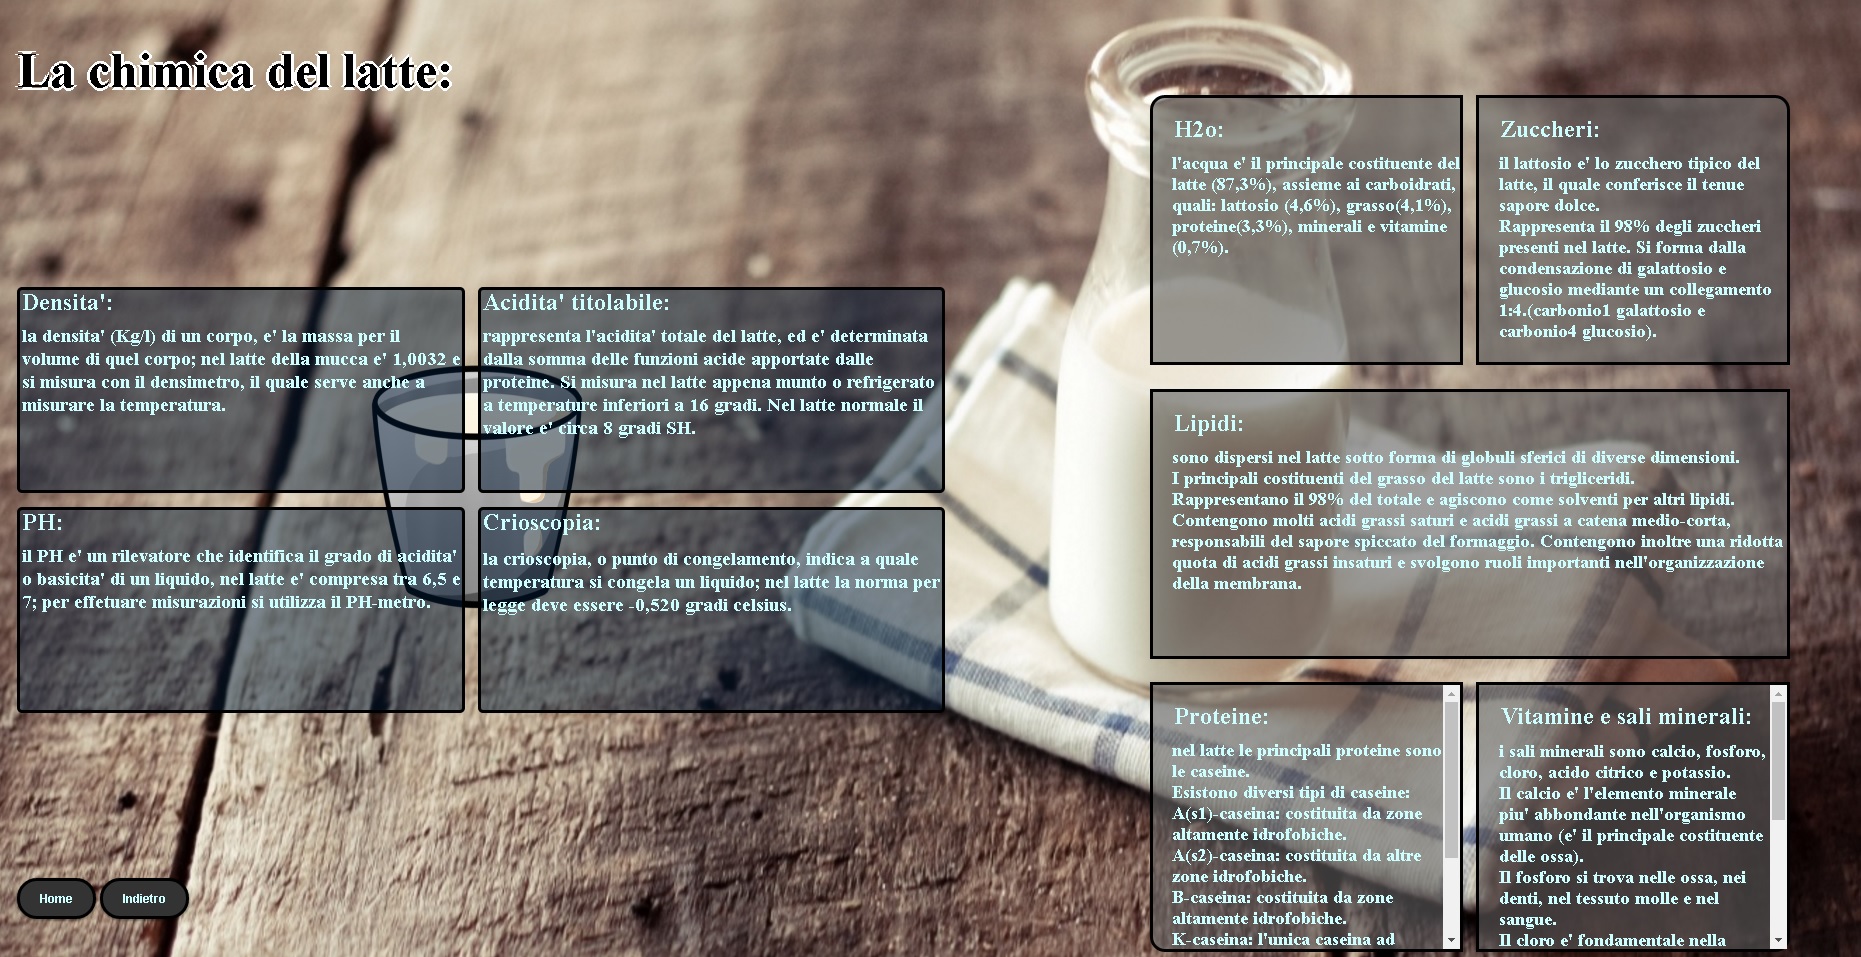 La chimica del latte:
Densita':
la densita' (Kg/l) di un corpo, e' la massa per il
volume di quel corpo; nel latte della mucca e' 1,0032 e
si misura con il densimetro, il quale serve anche a
misurare la temperatura.
Acidita' titolabile:
rappresenta l'acidita' totale del latte, ed e' determinata
dalla somma delle funzioni acide apportate dalle
proteine. Si misura nel latte appena munto o refrigerato
a temperature inferiori a 16 gradi. Nel latte normale il
valore e' circa 8 gradi SH.
PH:
il PH e' un rilevatore che identifica il grado di acidita'
o basicita' di un liquido, nel latte e' compresa tra 6,5 e
7; per effetuare misurazioni si utilizza il PH-metro.
Crioscopia:
la crioscopia, o punto di congelamento, indica a quale
temperatura si congela un liquido; nel latte la norma per
legge deve essere -0,520 gradi celsius.
Home
Indietro
H2o:
l'acqua e' il principale costituente del
latte (87,3%), assieme ai carboidrati,
quali: lattosio (4,6%), grasso(4,1%),
proteine(3,3%), minerali e vitamine
(0,7%).
Zuccheri:
il lattosio e' lo zucchero tipico del
latte, il quale conferisce il tenue
sapore dolce.
Rappresenta il 98% degli zuccheri
presenti nel latte. Si forma dalla
condensazione di galattosio e
glucosio mediante un collegamento
1:4.(carbonio1 galattosio e
carbonio4 glucosio).
Lipidi:
sono dispersi nel latte sotto forma di globuli sferici di diverse dimensioni.
I principali costituenti del grasso del latte sono i trigliceridi.
Rappresentano il 98% del totale e agiscono come solventi per altri lipidi.
Contengono molti acidi grassi saturi e acidi grassi a catena medio-corta,
responsabili del sapore spiccato del formaggio. Contengono inoltre una ridotta
quota di acidi grassi insaturi e svolgono ruoli importanti nell'organizzazione
della membrana.
Proteine:
nel latte le principali proteine sono
le caseine.
Esistono diversi tipi di caseine:
A(s1)-caseina: costituita da zone
altamente idrofobiche.
A(s2)-caseina: costituita da altre
zone idrofobiche.
B-caseina: costituita da zone
altamente idrofobiche.
K-caseina: l'unica caseina ad
Vitamine e sali minerali:
i sali minerali sono calcio, fosforo,
cloro, acido citrico e potassio.
Il calcio e' l'elemento minerale
piu' abbondante nell'organismo
umano (e' il principale costituente
delle ossa).
Il fosforo si trova nelle ossa, nei
denti, nel tessuto molle e nel
sangue.
Il cloro e' fondamentale nella